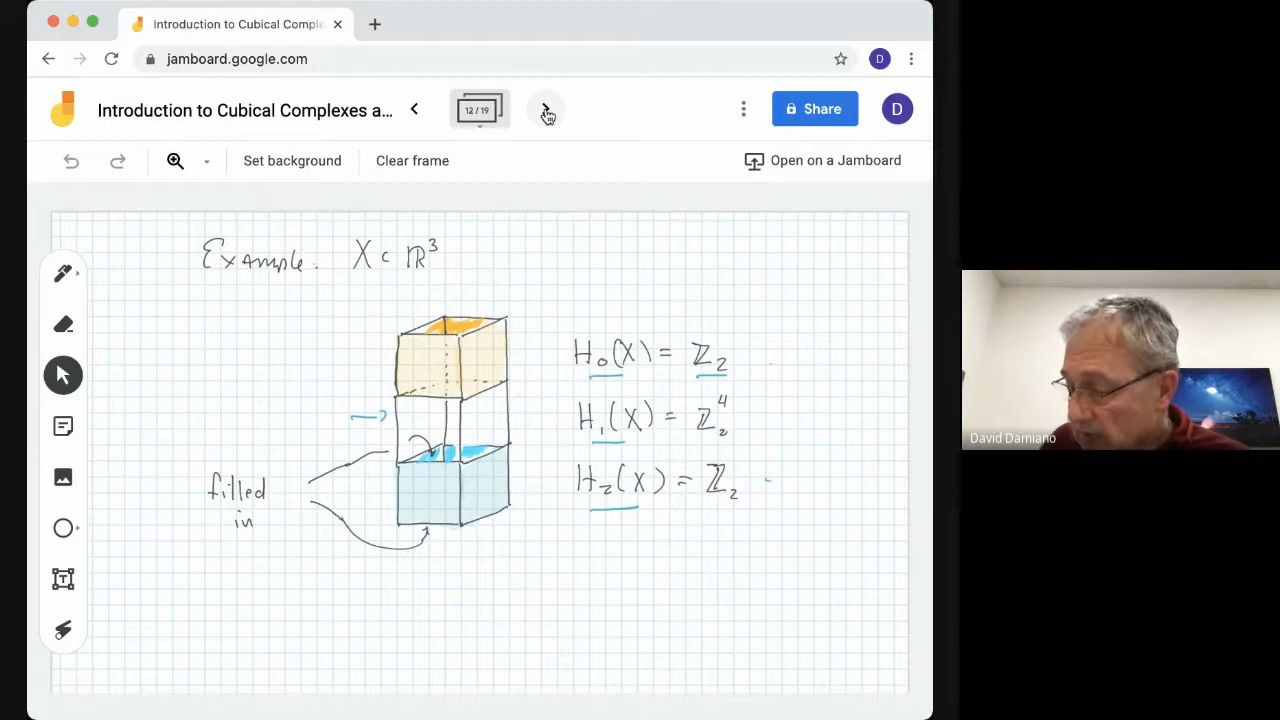 Introduction to Cubical Comple
jamboard.google.com
D
Introduction to Cubical Complexes a...
12 / 19
Share
D
Set background
Clear frame
Open on a Jamboard
Example. X ⊂ ℝ³
H₀(X) = ℤ₂
H₁(X) = ℤ₂⁴
H₂(X) = ℤ₂
filled
in
David Damiano